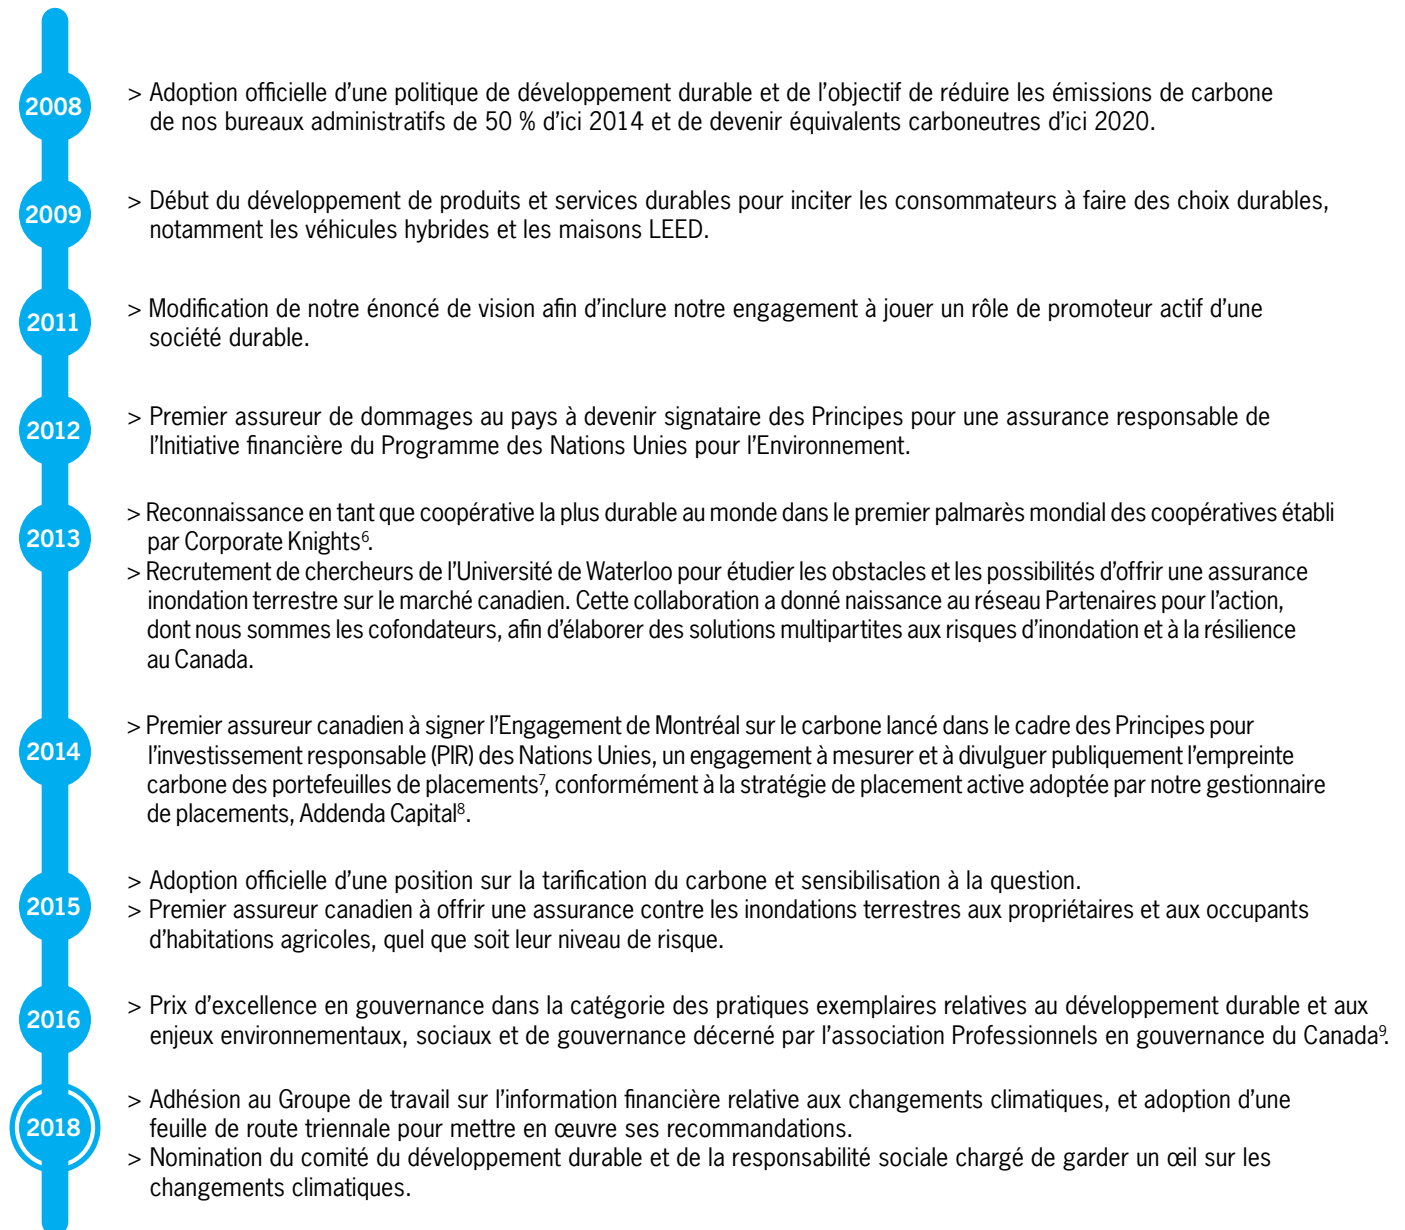 2008
> Adoption officielle d'une politique de développement durable et de l'objectif de réduire les émissions de carbone
de nos bureaux administratifs de 50 % d'ici 2014 et de devenir équivalents carboneutres d'ici 2020.
2009
> Début du développement de produits et services durables pour inciter les consommateurs à faire des choix durables,
notamment les véhicules hybrides et les maisons LEED.
2011
> Modification de notre énoncé de vision afin d'inclure notre engagement à jouer un rôle de promoteur actif d'une
société durable.
2012
> Premier assureur de dommages au pays à devenir signataire des Principes pour une assurance responsable de
l'Initiative financière du Programme des Nations Unies pour l'Environnement.
2013
> Reconnaissance en tant que coopérative la plus durable au monde dans le premier palmarès mondial des coopératives établi
par Corporate Knights⁶.
> Recrutement de chercheurs de l'Université de Waterloo pour étudier les obstacles et les possibilités d'offrir une assurance
inondation terrestre sur le marché canadien. Cette collaboration a donné naissance au réseau Partenaires pour l'action,
dont nous sommes les cofondateurs, afin d'élaborer des solutions multipartites aux risques d'inondation et à la résilience
au Canada.
2014
> Premier assureur canadien à signer l'Engagement de Montréal sur le carbone lancé dans le cadre des Principes pour
l'investissement responsable (PIR) des Nations Unies, un engagement à mesurer et à divulguer publiquement l'empreinte
carbone des portefeuilles de placements⁷, conformément à la stratégie de placement active adoptée par notre gestionnaire
de placements, Addenda Capital⁸.
2015
> Adoption officielle d'une position sur la tarification du carbone et sensibilisation à la question.
> Premier assureur canadien à offrir une assurance contre les inondations terrestres aux propriétaires et aux occupants
d'habitations agricoles, quel que soit leur niveau de risque.
2016
> Prix d'excellence en gouvernance dans la catégorie des pratiques exemplaires relatives au développement durable et aux
enjeux environnementaux, sociaux et de gouvernance décerné par l'association Professionnels en gouvernance du Canada⁹.
2018
> Adhésion au Groupe de travail sur l'information financière relative aux changements climatiques, et adoption d'une
feuille de route triennale pour mettre en œuvre ses recommandations.
> Nomination du comité du développement durable et de la responsabilité sociale chargé de garder un œil sur les
changements climatiques.